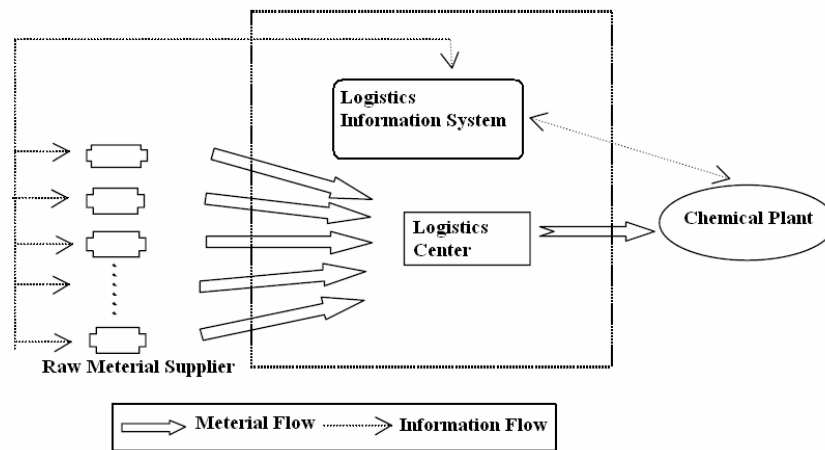 Logistics
Information System
Logistics
Center
Chemical Plant
Raw Meterial Supplier
Meterial Flow
Information Flow